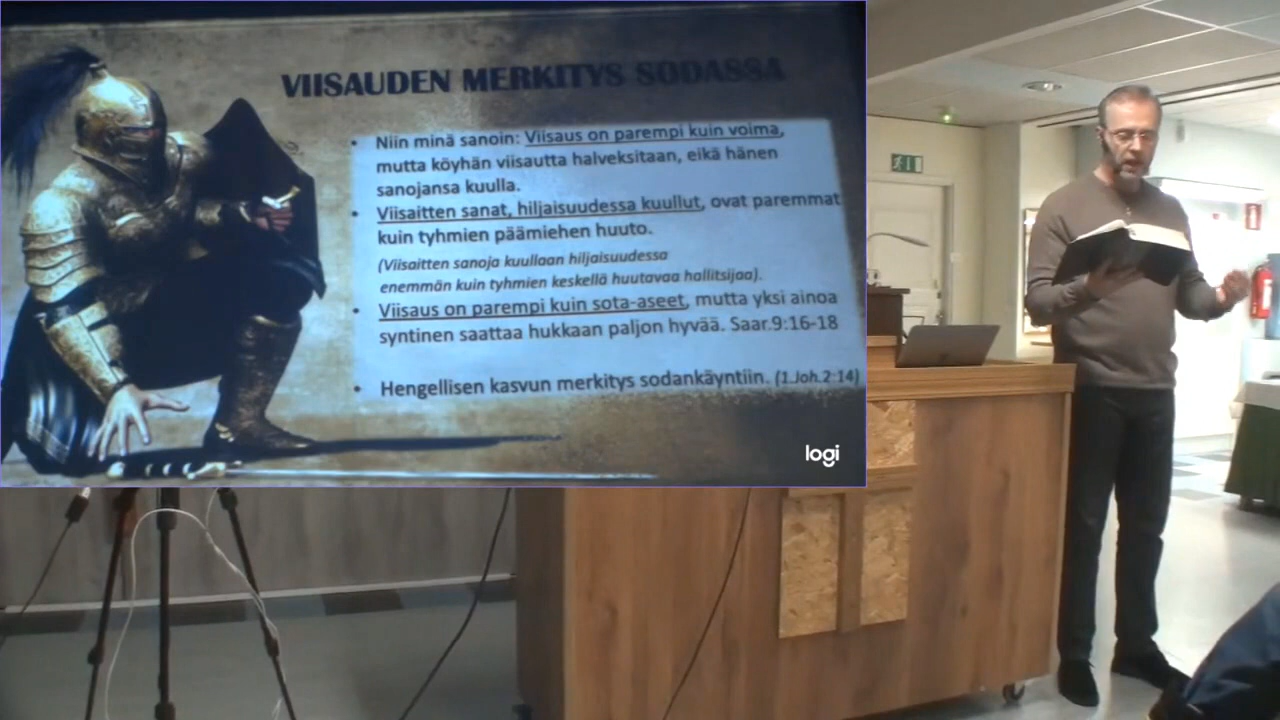 VIISAUDEN MERKITYS SODASSA
• Niin minä sanoin: Viisaus on parempi kuin voima,
mutta köyhän viisautta halveksitaan, eikä hänen
sanojansa kuulla.
• Viisaitten sanat, hiljaisuudessa kuullut, ovat paremmat
kuin tyhmien päämiehen huuto.
(Viisaitten sanoja kuullaan hiljaisuudessa
enemmän kuin tyhmien keskellä huutavaa hallitsijaa).
• Viisaus on parempi kuin sota-aseet, mutta yksi ainoa
syntinen saattaa hukkaan paljon hyvää. Saar.9:16-18
• Hengellisen kasvun merkitys sodankäyntiin. (1.Joh.2:14)
logi